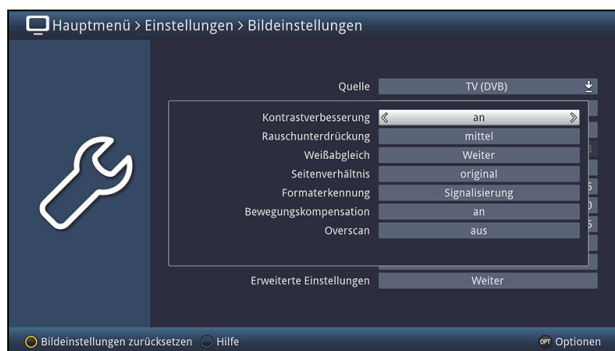 Hauptmenü > Einstellungen > Bildeinstellungen
Quelle TV (DVB)
Kontrastverbesserung an
Rauschunterdrückung mittel
Weißabgleich Weiter
Seitenverhältnis original
Formaterkennung Signalisierung
Bewegungskompensation an
Overscan aus
Erweiterte Einstellungen Weiter
Bildeinstellungen zurücksetzen Hilfe OPT Optionen